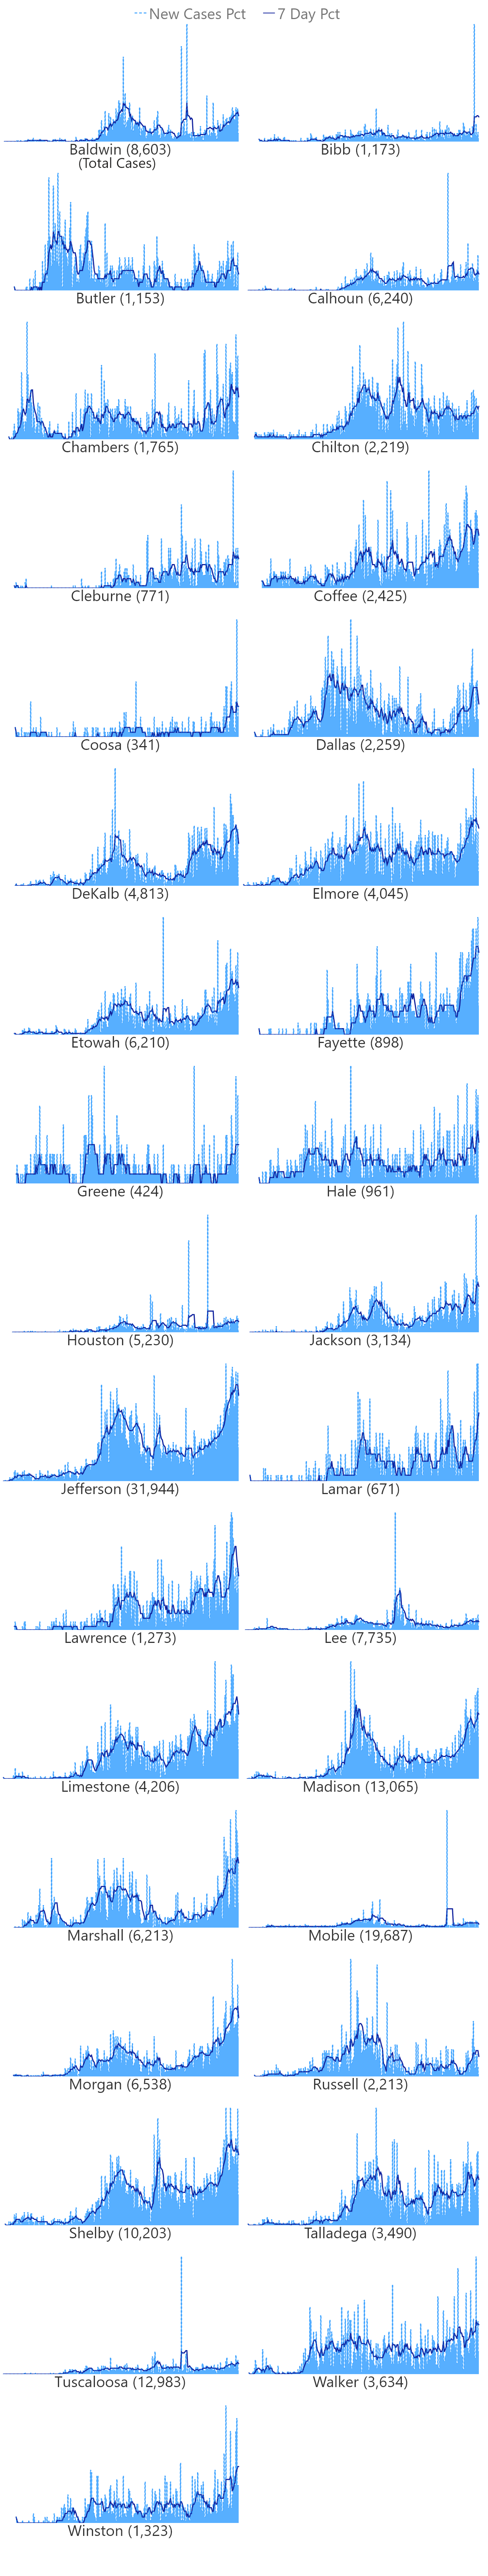 New Cases Pct 7 Day Pct
Baldwin (8,603) Bibb (1,173)
(Total Cases)
Butler (1,153) Calhoun (6,240)
Chambers (1,765) Chilton (2,219)
Cleburne (771) Coffee (2,425)
Coosa (341) Dallas (2,259)
DeKalb (4,813) Elmore (4,045)
Etowah (6,210) Fayette (898)
Greene (424) Hale (961)
Houston (5,230) Jackson (3,134)
Jefferson (31,944) Lamar (671)
Lawrence (1,273) Lee (7,735)
Limestone (4,206) Madison (13,065)
Marshall (6,213) Mobile (19,687)
Morgan (6,538) Russell (2,213)
Shelby (10,203) Talladega (3,490)
Tuscaloosa (12,983) Walker (3,634)
Winston (1,323)